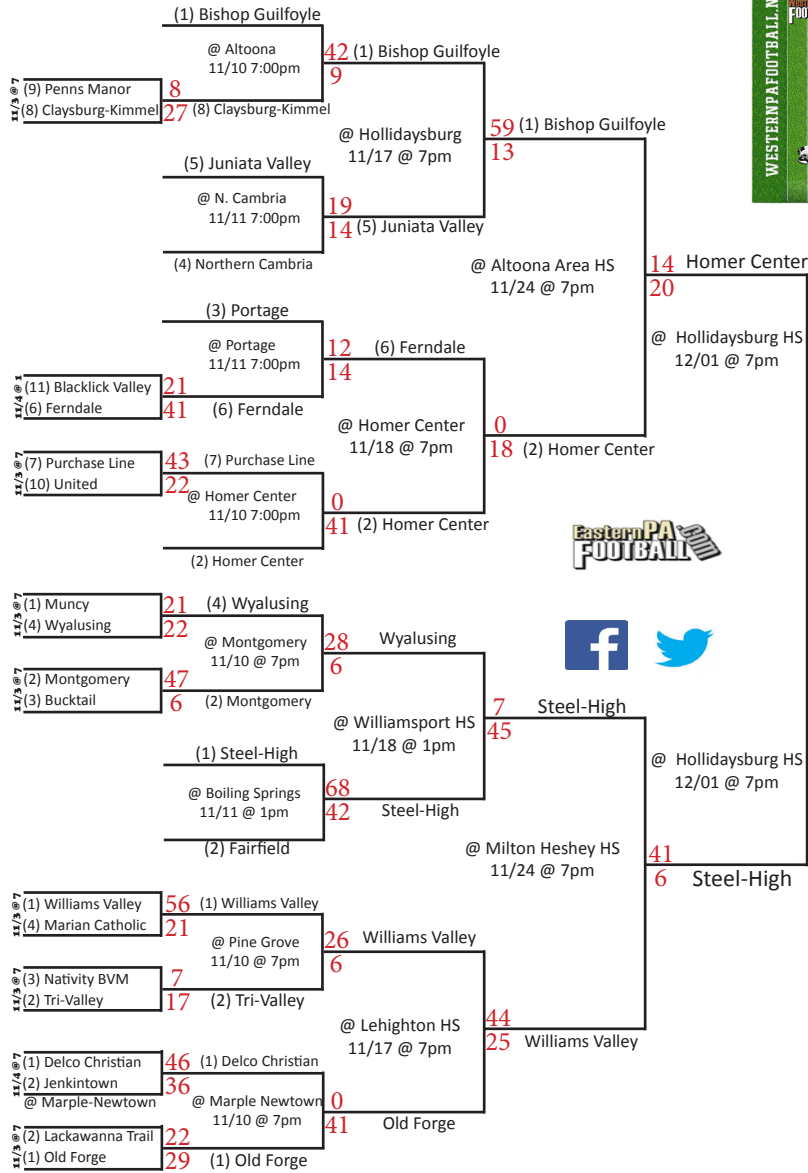 (1) Bishop Guilfoyle
@ Altoona
11/10 7:00pm
42
(1) Bishop Guilfoyle
9
11/3 @ 7
(9) Penns Manor
8
(8) Claysburg-Kimmel
27
(8) Claysburg-Kimmel
@ Hollidaysburg
11/17 @ 7pm
59
(1) Bishop Guilfoyle
13
(5) Juniata Valley
@ N. Cambria
11/11 7:00pm
19
14
(5) Juniata Valley
(4) Northern Cambria
@ Altoona Area HS
11/24 @ 7pm
14
Homer Center
20
(3) Portage
@ Portage
11/11 7:00pm
12
(6) Ferndale
14
11/4 @ 1
(11) Blacklick Valley
21
(6) Ferndale
41
(6) Ferndale
@ Homer Center
11/18 @ 7pm
0
18
(2) Homer Center
@ Hollidaysburg HS
12/01 @ 7pm
11/3 @ 7
(7) Purchase Line
43
(7) Purchase Line
(10) United
22
@ Homer Center
11/10 7:00pm
0
41
(2) Homer Center
(2) Homer Center
WESTERNPAFOOTBALL.N
EasternPA.com
FOOTBALL
f
11/3 @ 7
(1) Muncy
21
(4) Wyalusing
(4) Wyalusing
22
@ Montgomery
11/10 @ 7pm
28
Wyalusing
6
11/3 @ 7
(2) Montgomery
47
(3) Bucktail
6
(2) Montgomery
@ Williamsport HS
11/18 @ 1pm
7
Steel-High
45
(1) Steel-High
@ Boiling Springs
11/11 @ 1pm
68
42
Steel-High
(2) Fairfield
@ Hollidaysburg HS
12/01 @ 7pm
@ Milton Heshey HS
11/24 @ 7pm
41
6
Steel-High
11/3 @ 7
(1) Williams Valley
56
(1) Williams Valley
(4) Marian Catholic
21
@ Pine Grove
11/10 @ 7pm
26
Williams Valley
6
11/3 @ 7
(3) Nativity BVM
7
(2) Tri-Valley
17
(2) Tri-Valley
@ Lehighton HS
11/17 @ 7pm
44
25
Williams Valley
11/4 @ 7
(1) Delco Christian
46
(1) Delco Christian
(2) Jenkintown
36
@ Marple-Newtown
@ Marple Newtown
11/10 @ 7pm
0
41
Old Forge
11/3 @ 7
(2) Lackawanna Trail
22
(1) Old Forge
29
(1) Old Forge